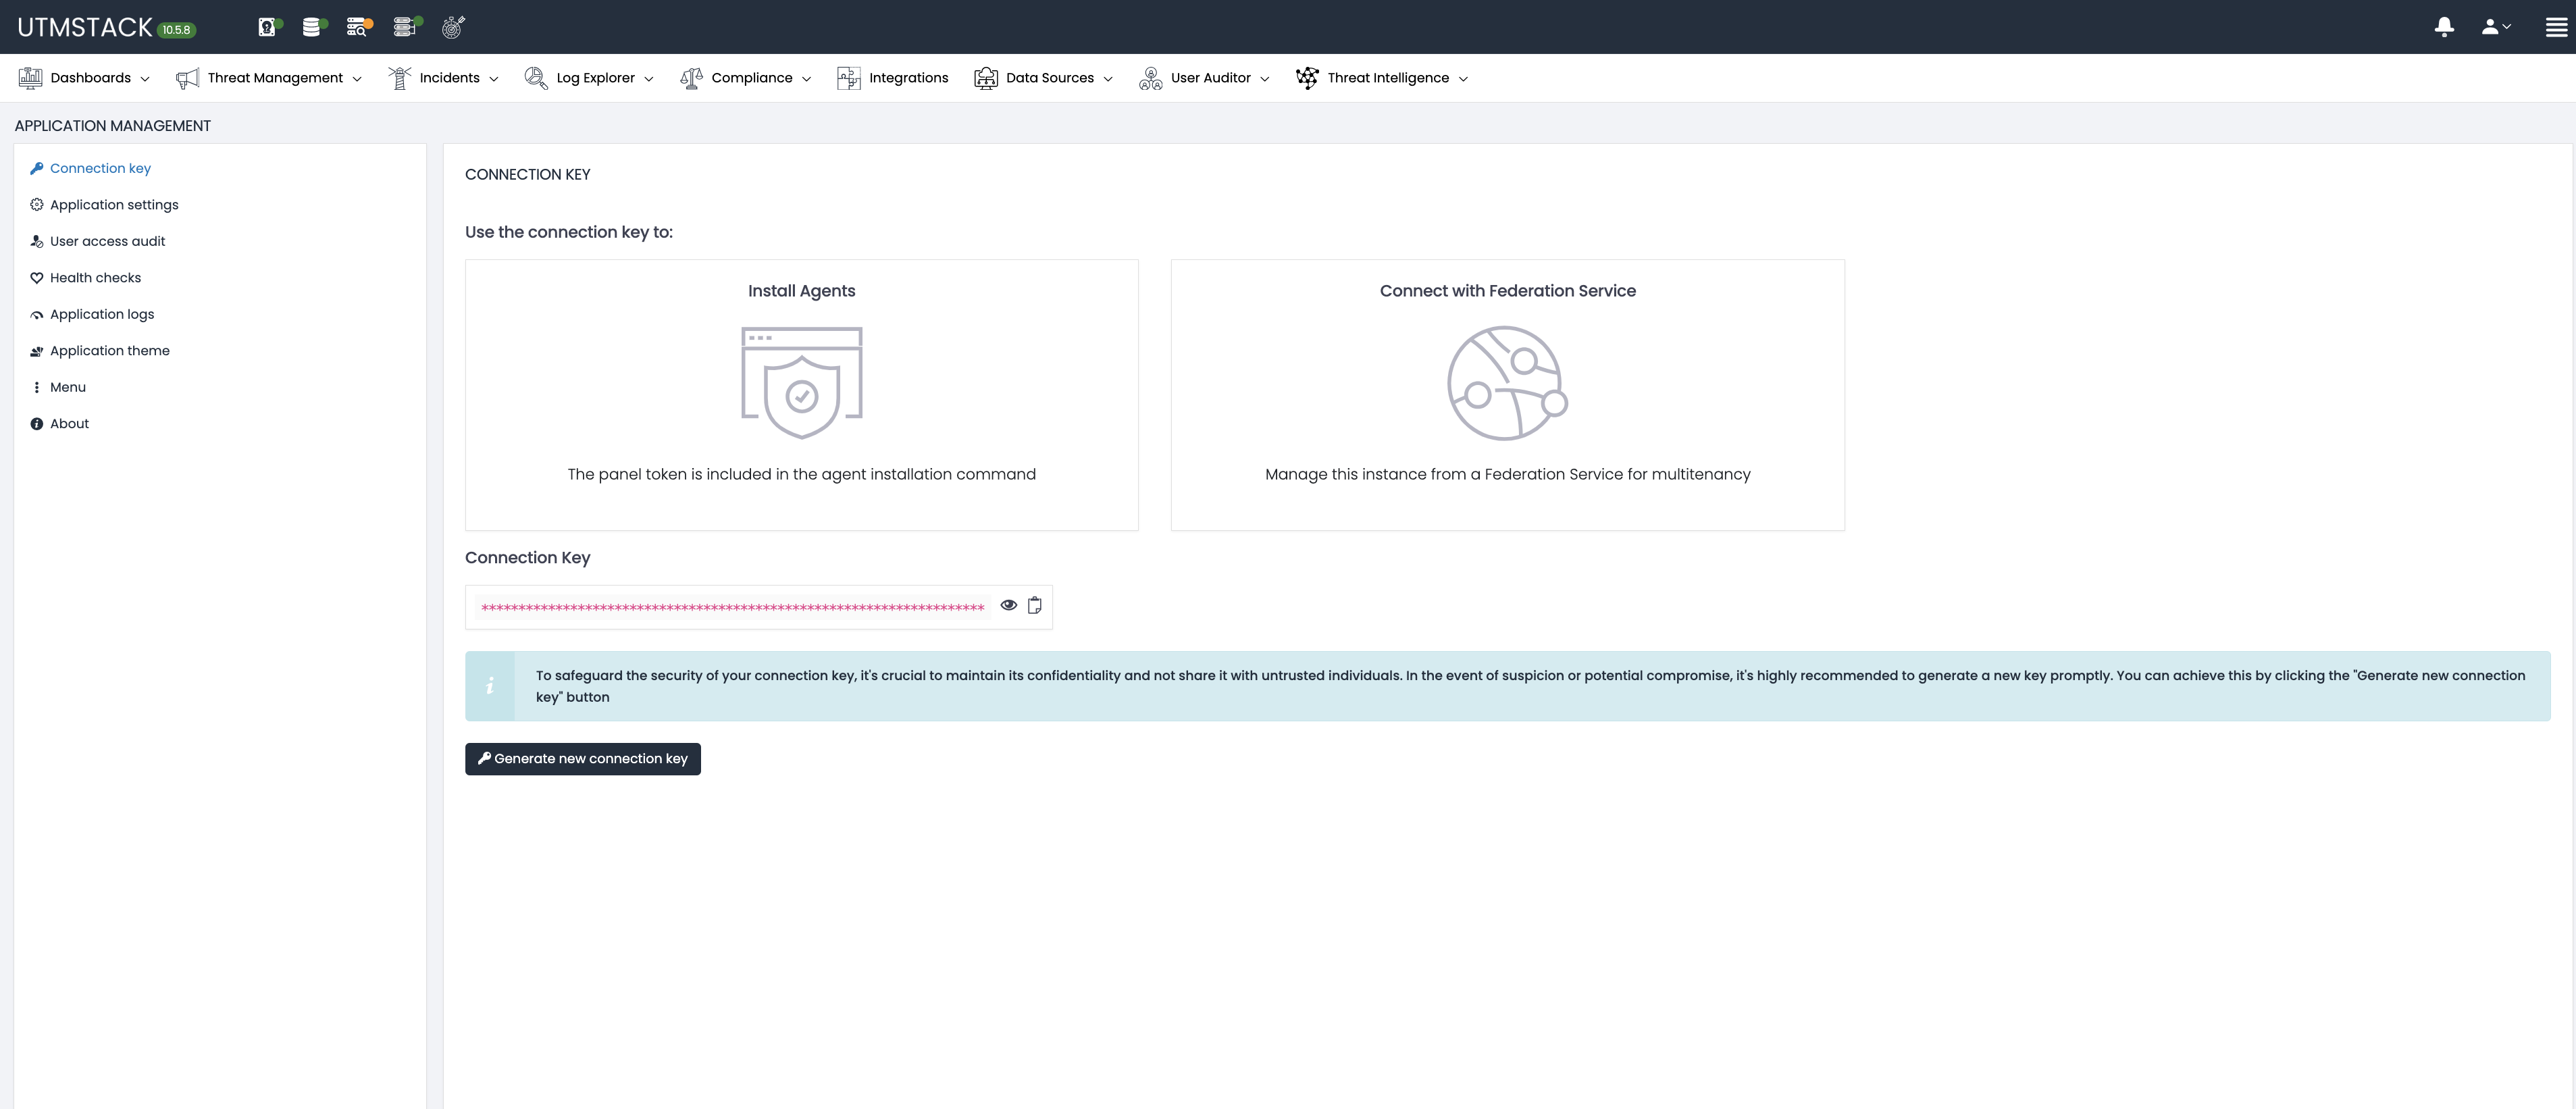 UTMSTACK 10.5.8
Dashboards Threat Management Incidents Log Explorer Compliance Integrations Data Sources User Auditor Threat Intelligence
APPLICATION MANAGEMENT
Connection key
Application settings
User access audit
Health checks
Application logs
Application theme
Menu
About
CONNECTION KEY
Use the connection key to:
Install Agents
The panel token is included in the agent installation command
Connect with Federation Service
Manage this instance from a Federation Service for multitenancy
Connection Key
********************************************************************
To safeguard the security of your connection key, it's crucial to maintain its confidentiality and not share it with untrusted individuals. In the event of suspicion or potential compromise, it's highly recommended to generate a new key promptly. You can achieve this by clicking the "Generate new connection
key" button
Generate new connection key